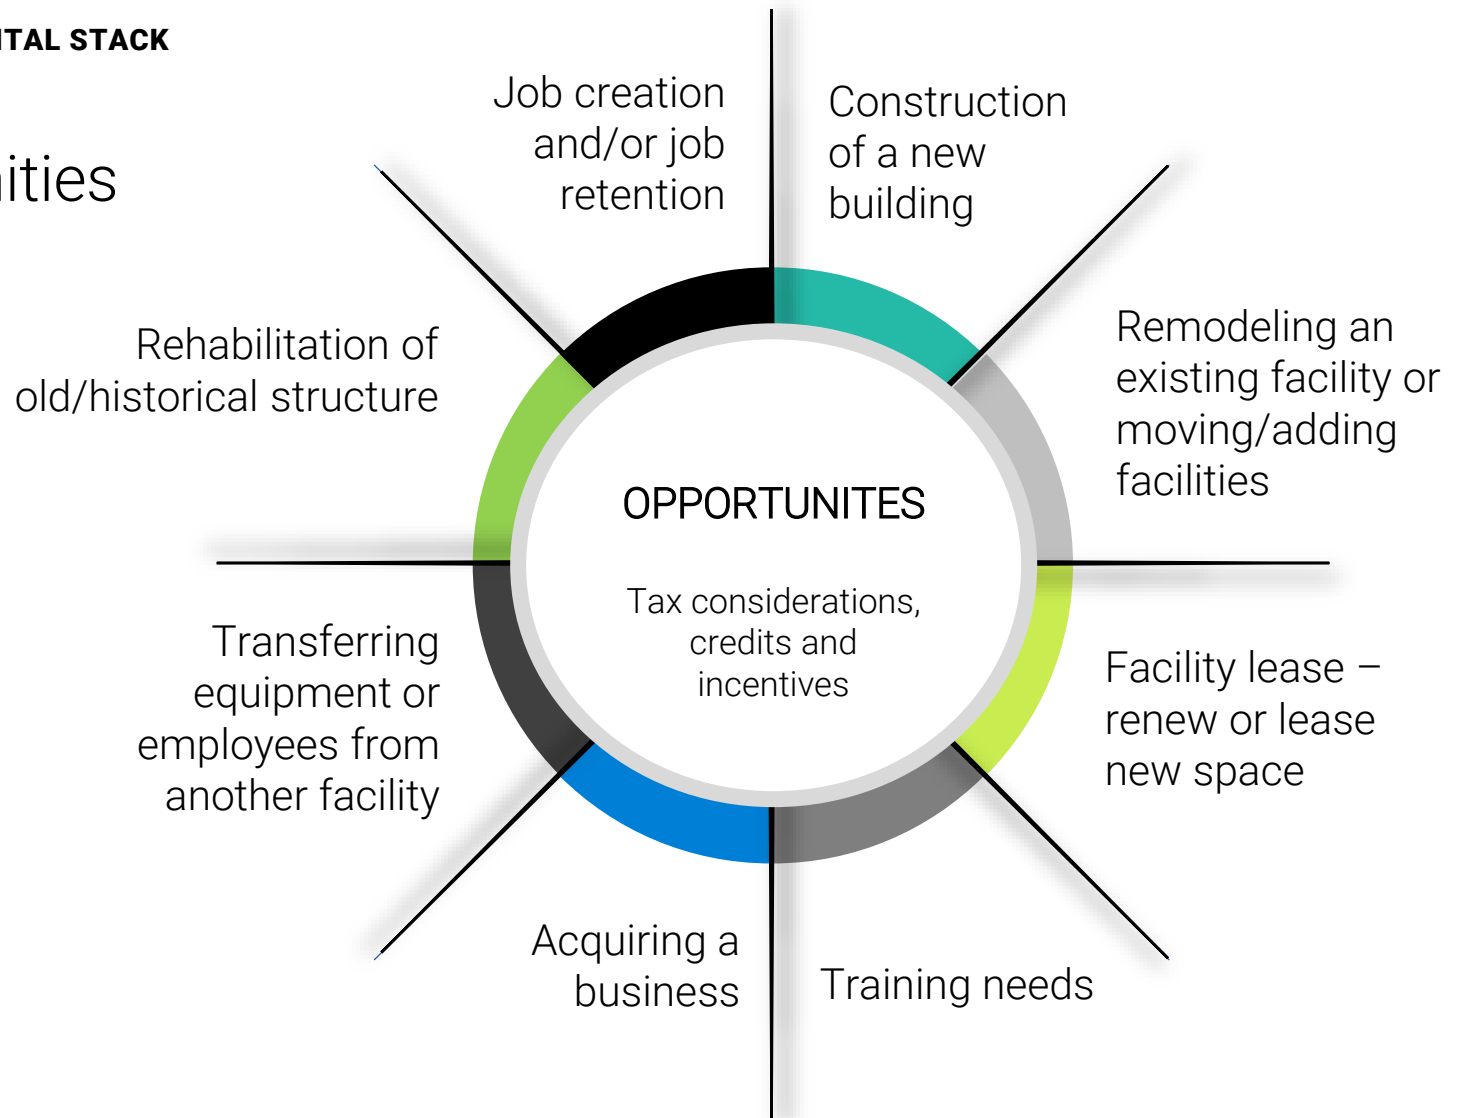 ITAL STACK
ities
Job creation
and/or job
retention
Construction
of a new
building
Remodeling an
existing facility or
moving/adding
facilities
Facility lease –
renew or lease
new space
Training needs
Acquiring a
business
Transferring
equipment or
employees from
another facility
Rehabilitation of
old/historical structure
OPPORTUNITES
Tax considerations,
credits and
incentives